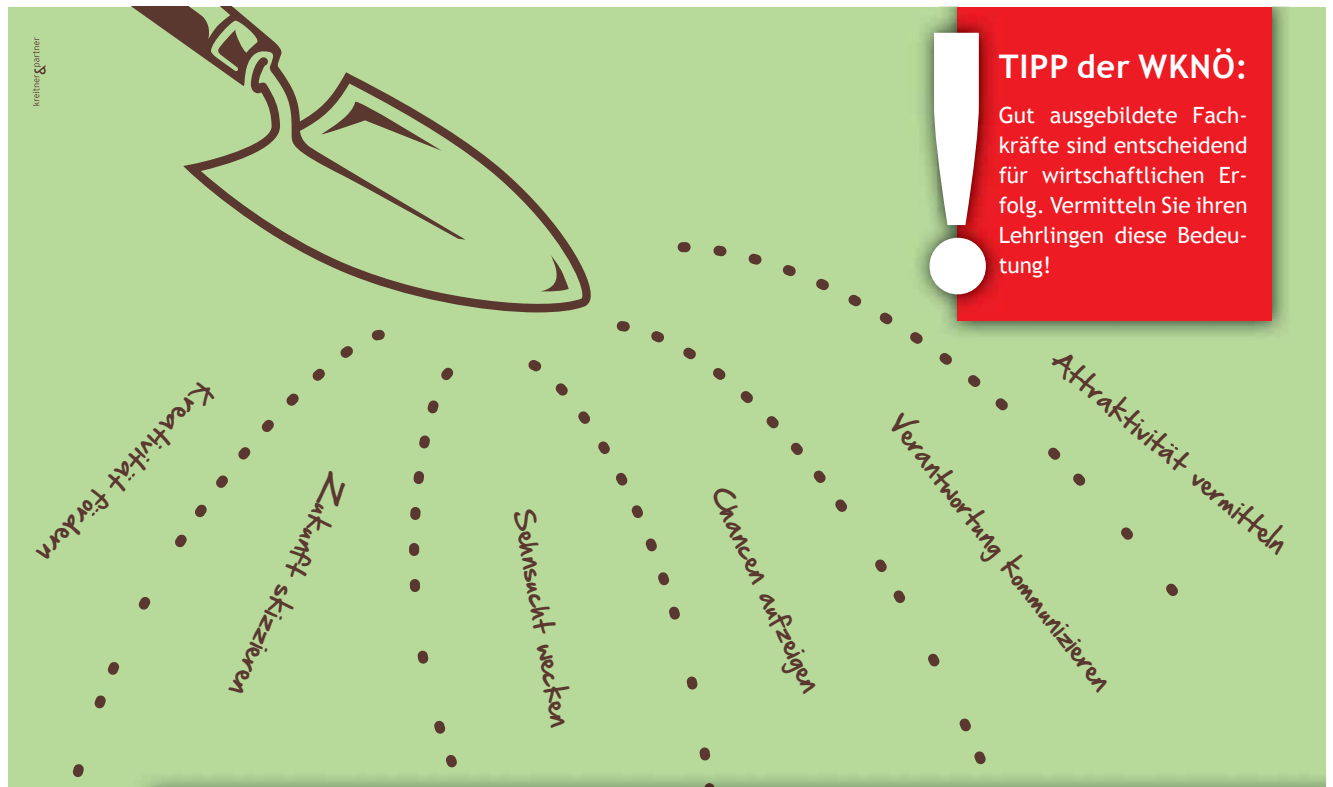 kreitner&partner
TIPP der WKNÖ:
Gut ausgebildete Fach-
kräfte sind entscheidend
für wirtschaftlichen Er-
folg. Vermitteln Sie ihren
Lehrlingen diese Bedeu-
tung!
Kreativität fördern
Zukunft skizzieren
Sehnsucht wecken
Chancen aufzeigen
Verantwortung kommunizieren
Attraktivität vermitteln